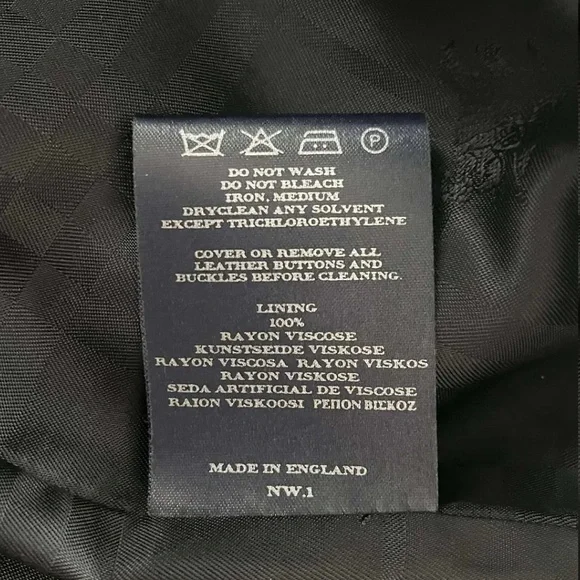 P
DO NOT WASH
DO NOT BLEACH
IRON, MEDIUM
DRYCLEAN ANY SOLVENT
EXCEPT TRICHLOROETHYLENE
COVER OR REMOVE ALL
LEATHER BUTTONS AND
BUCKLES BEFORE CLEANING.
LINING
100%
RAYON VISCOSE
KUNSTSEIDE VISKOSE
RAYON VISCOSA RAYON VISKOS
RAYON VISKOSE
SEDA ARTIFICIAL DE VISCOSE
RAION VISKOOSI ΡΕΠΟΝ ΒΙΣΚΟΖ
MADE IN ENGLAND
NW.1